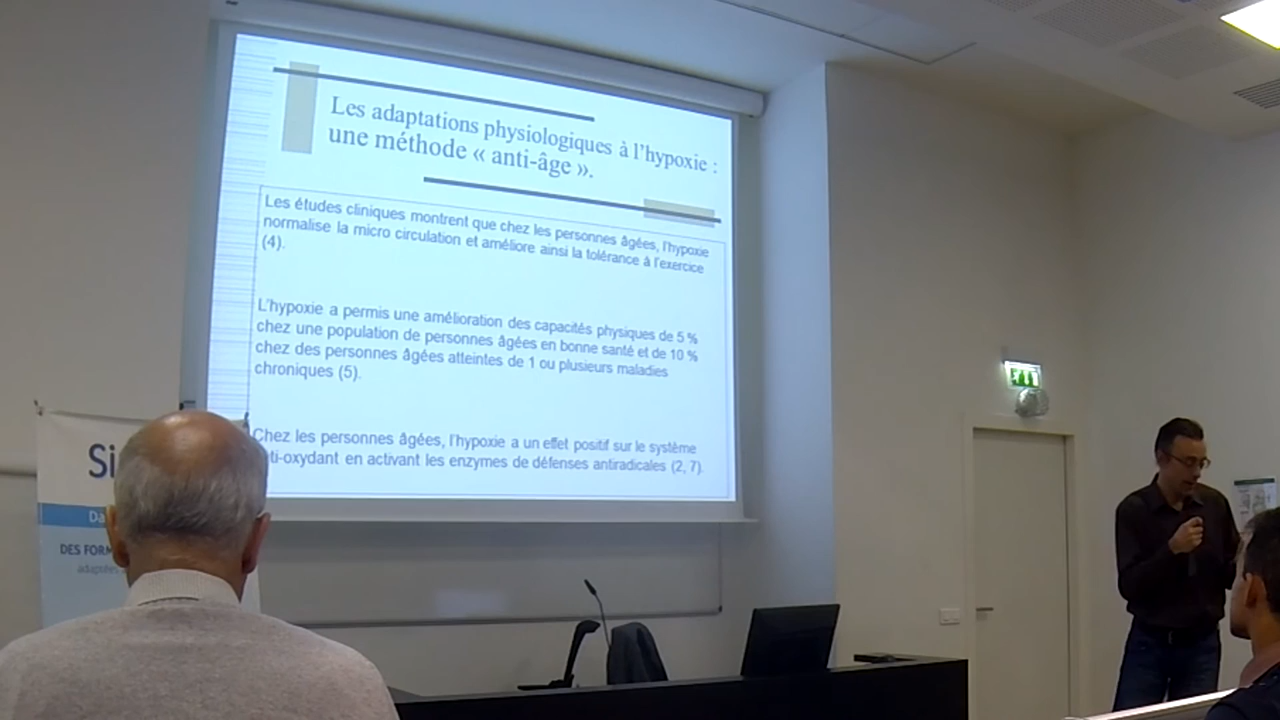 Les adaptations physiologiques à l'hypoxie :
une méthode « anti-âge ».
Les études cliniques montrent que chez les personnes âgées, l'hypoxie
normalise la micro circulation et améliore ainsi la tolérance à l'exercice
(4).
L'hypoxie a permis une amélioration des capacités physiques de 5 %
chez une population de personnes âgées en bonne santé et de 10 %
chez des personnes âgées atteintes de 1 ou plusieurs maladies
chroniques (5).
Chez les personnes âgées, l'hypoxie a un effet positif sur le système
ti-oxydant en activant les enzymes de défenses antiradicales (2, 7).
Si
Da
DES FORM
adaptées